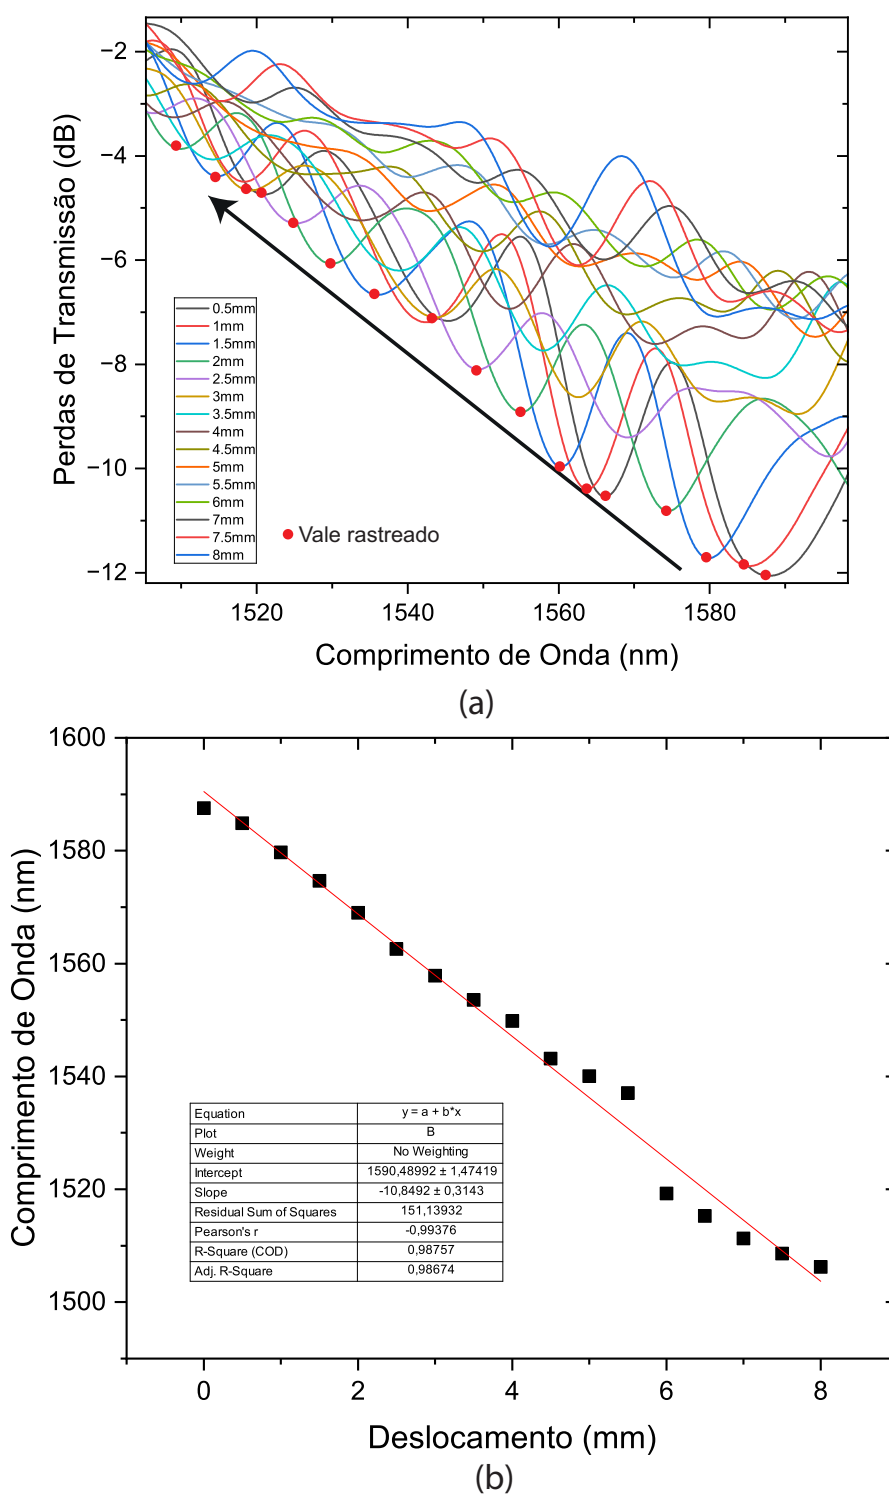 −2
−4
−6
−8
−10
−12
Perdas de Transmissão (dB)
0.5mm
1mm
1.5mm
2mm
2.5mm
3mm
3.5mm
4mm
4.5mm
5mm
5.5mm
6mm
7mm
7.5mm
8mm
Vale rastreado
1520 1540 1560 1580
Comprimento de Onda (nm)
(a)
1600
1580
1560
1540
1520
1500
Comprimento de Onda (nm)
Equation y = a + b*x
Plot B
Weight No Weighting
Intercept 1590,48992 ± 1,47419
Slope -10,8492 ± 0,3143
Residual Sum of Squares 151,13932
Pearson's r -0,99376
R-Square (COD) 0,98757
Adj. R-Square 0,98674
0 2 4 6 8
Deslocamento (mm)
(b)